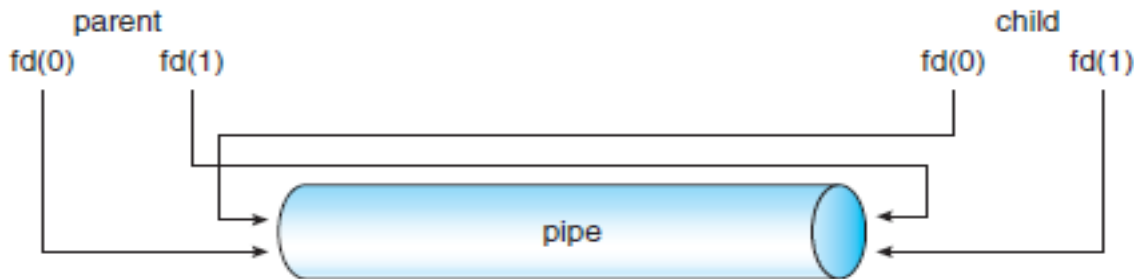 parent child
fd(0) fd(1) fd(0) fd(1)
pipe